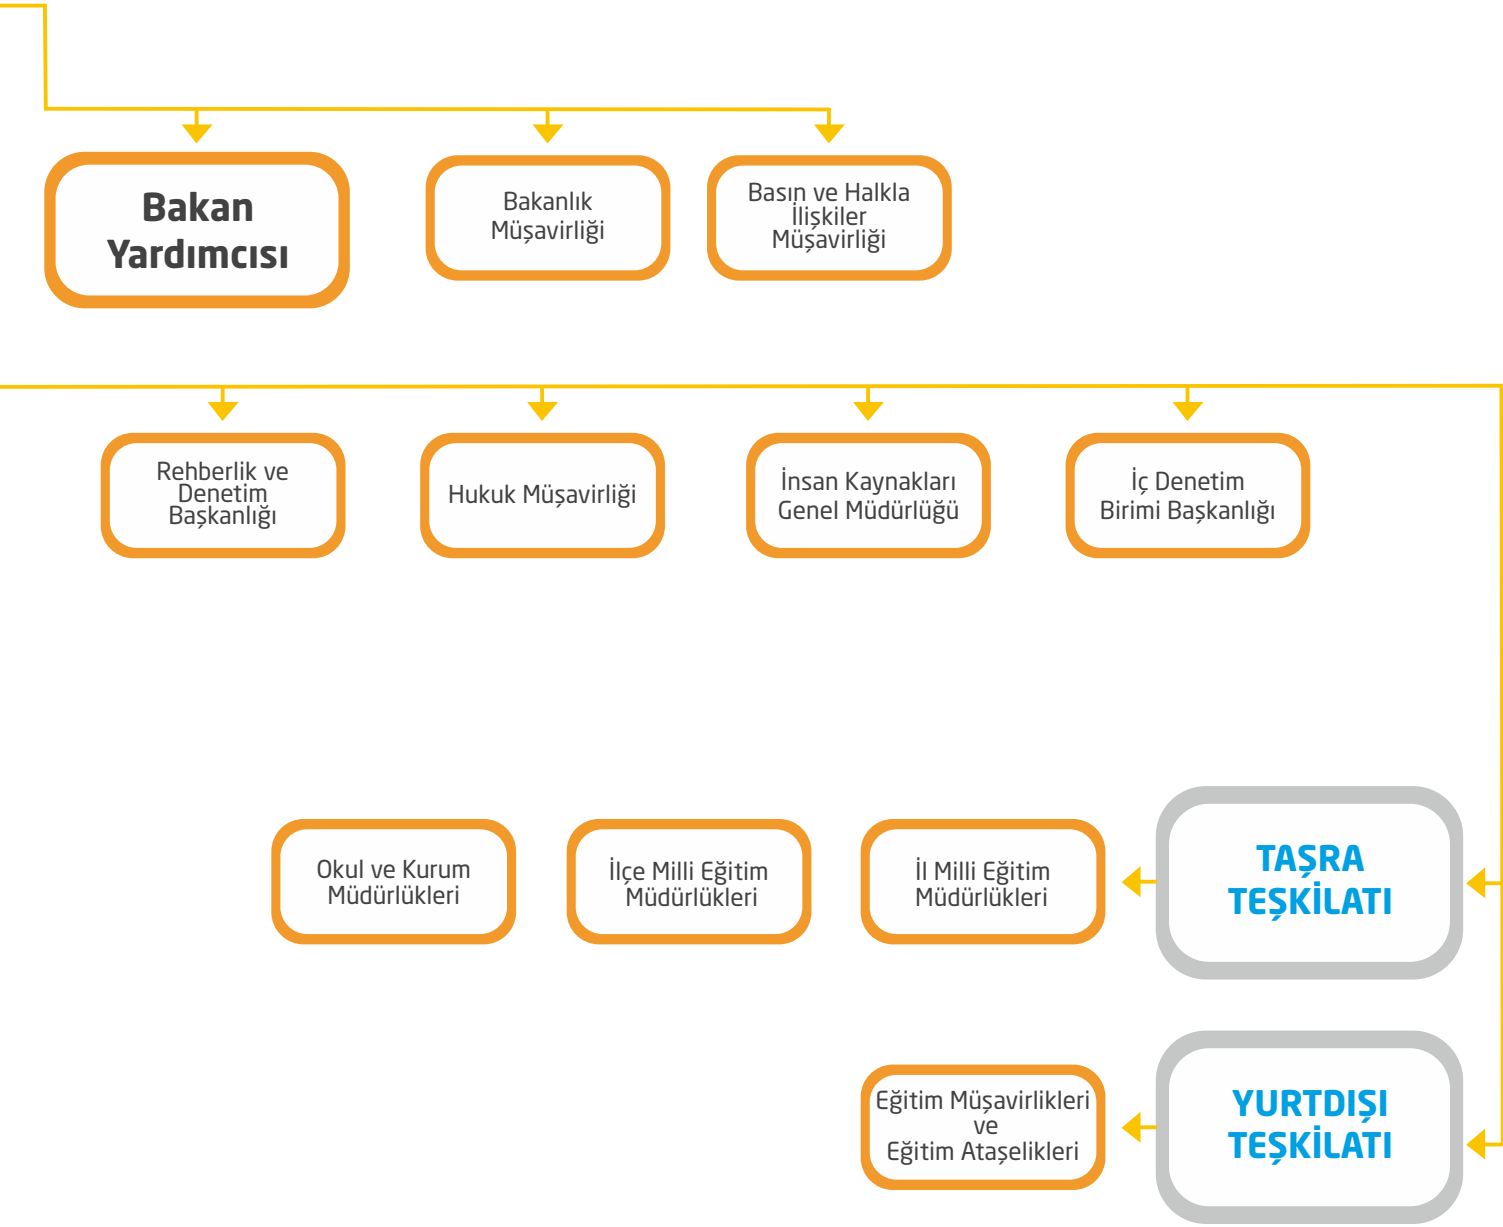 Bakan
Yardımcısı
Bakanlık
Müşavirliği
Basın ve Halkla
İlişkiler
Müşavirliği
Rehberlik ve
Denetim
Başkanlığı
Hukuk Müşavirliği
İnsan Kaynakları
Genel Müdürlüğü
İç Denetim
Birimi Başkanlığı
Okul ve Kurum
Müdürlükleri
İlçe Milli Eğitim
Müdürlükleri
İl Milli Eğitim
Müdürlükleri
TAŞRA
TEŞKİLATI
Eğitim Müşavirlikleri
ve
Eğitim Ataşelikleri
YURTDIŞI
TEŞKİLATI